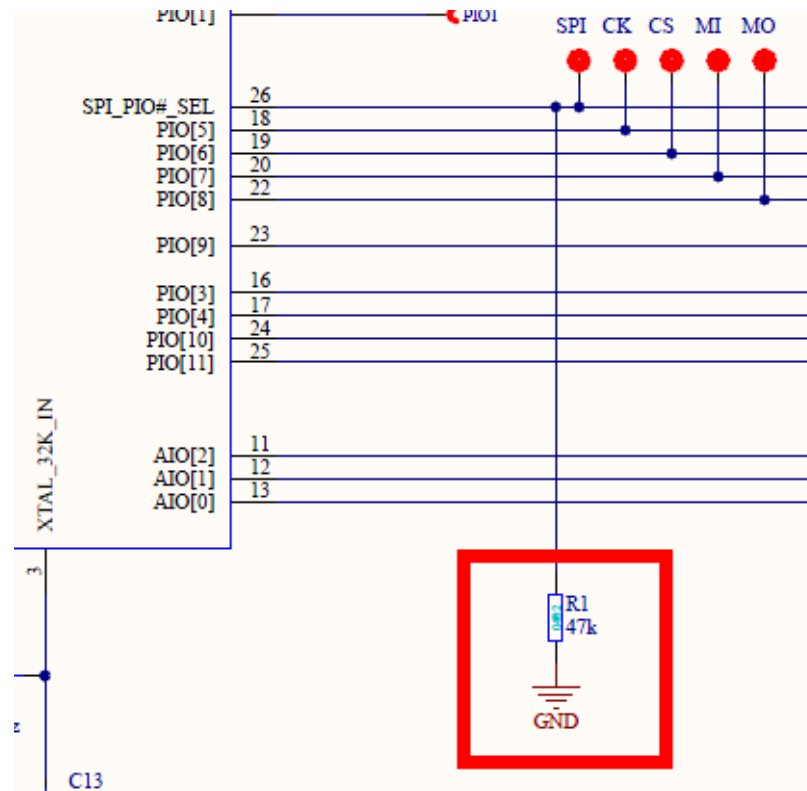 PIO[1]
PIO1
SPI CK CS MI MO
SPI_PIO#_SEL 26
PIO[5] 18
PIO[6] 19
PIO[7] 20
PIO[8] 22
PIO[9] 23
PIO[3] 16
PIO[4] 17
PIO[10] 24
PIO[11] 25
AIO[2] 11
AIO[1] 12
AIO[0] 13
XTAL_32K_IN
3
R1
47k
GND
C13